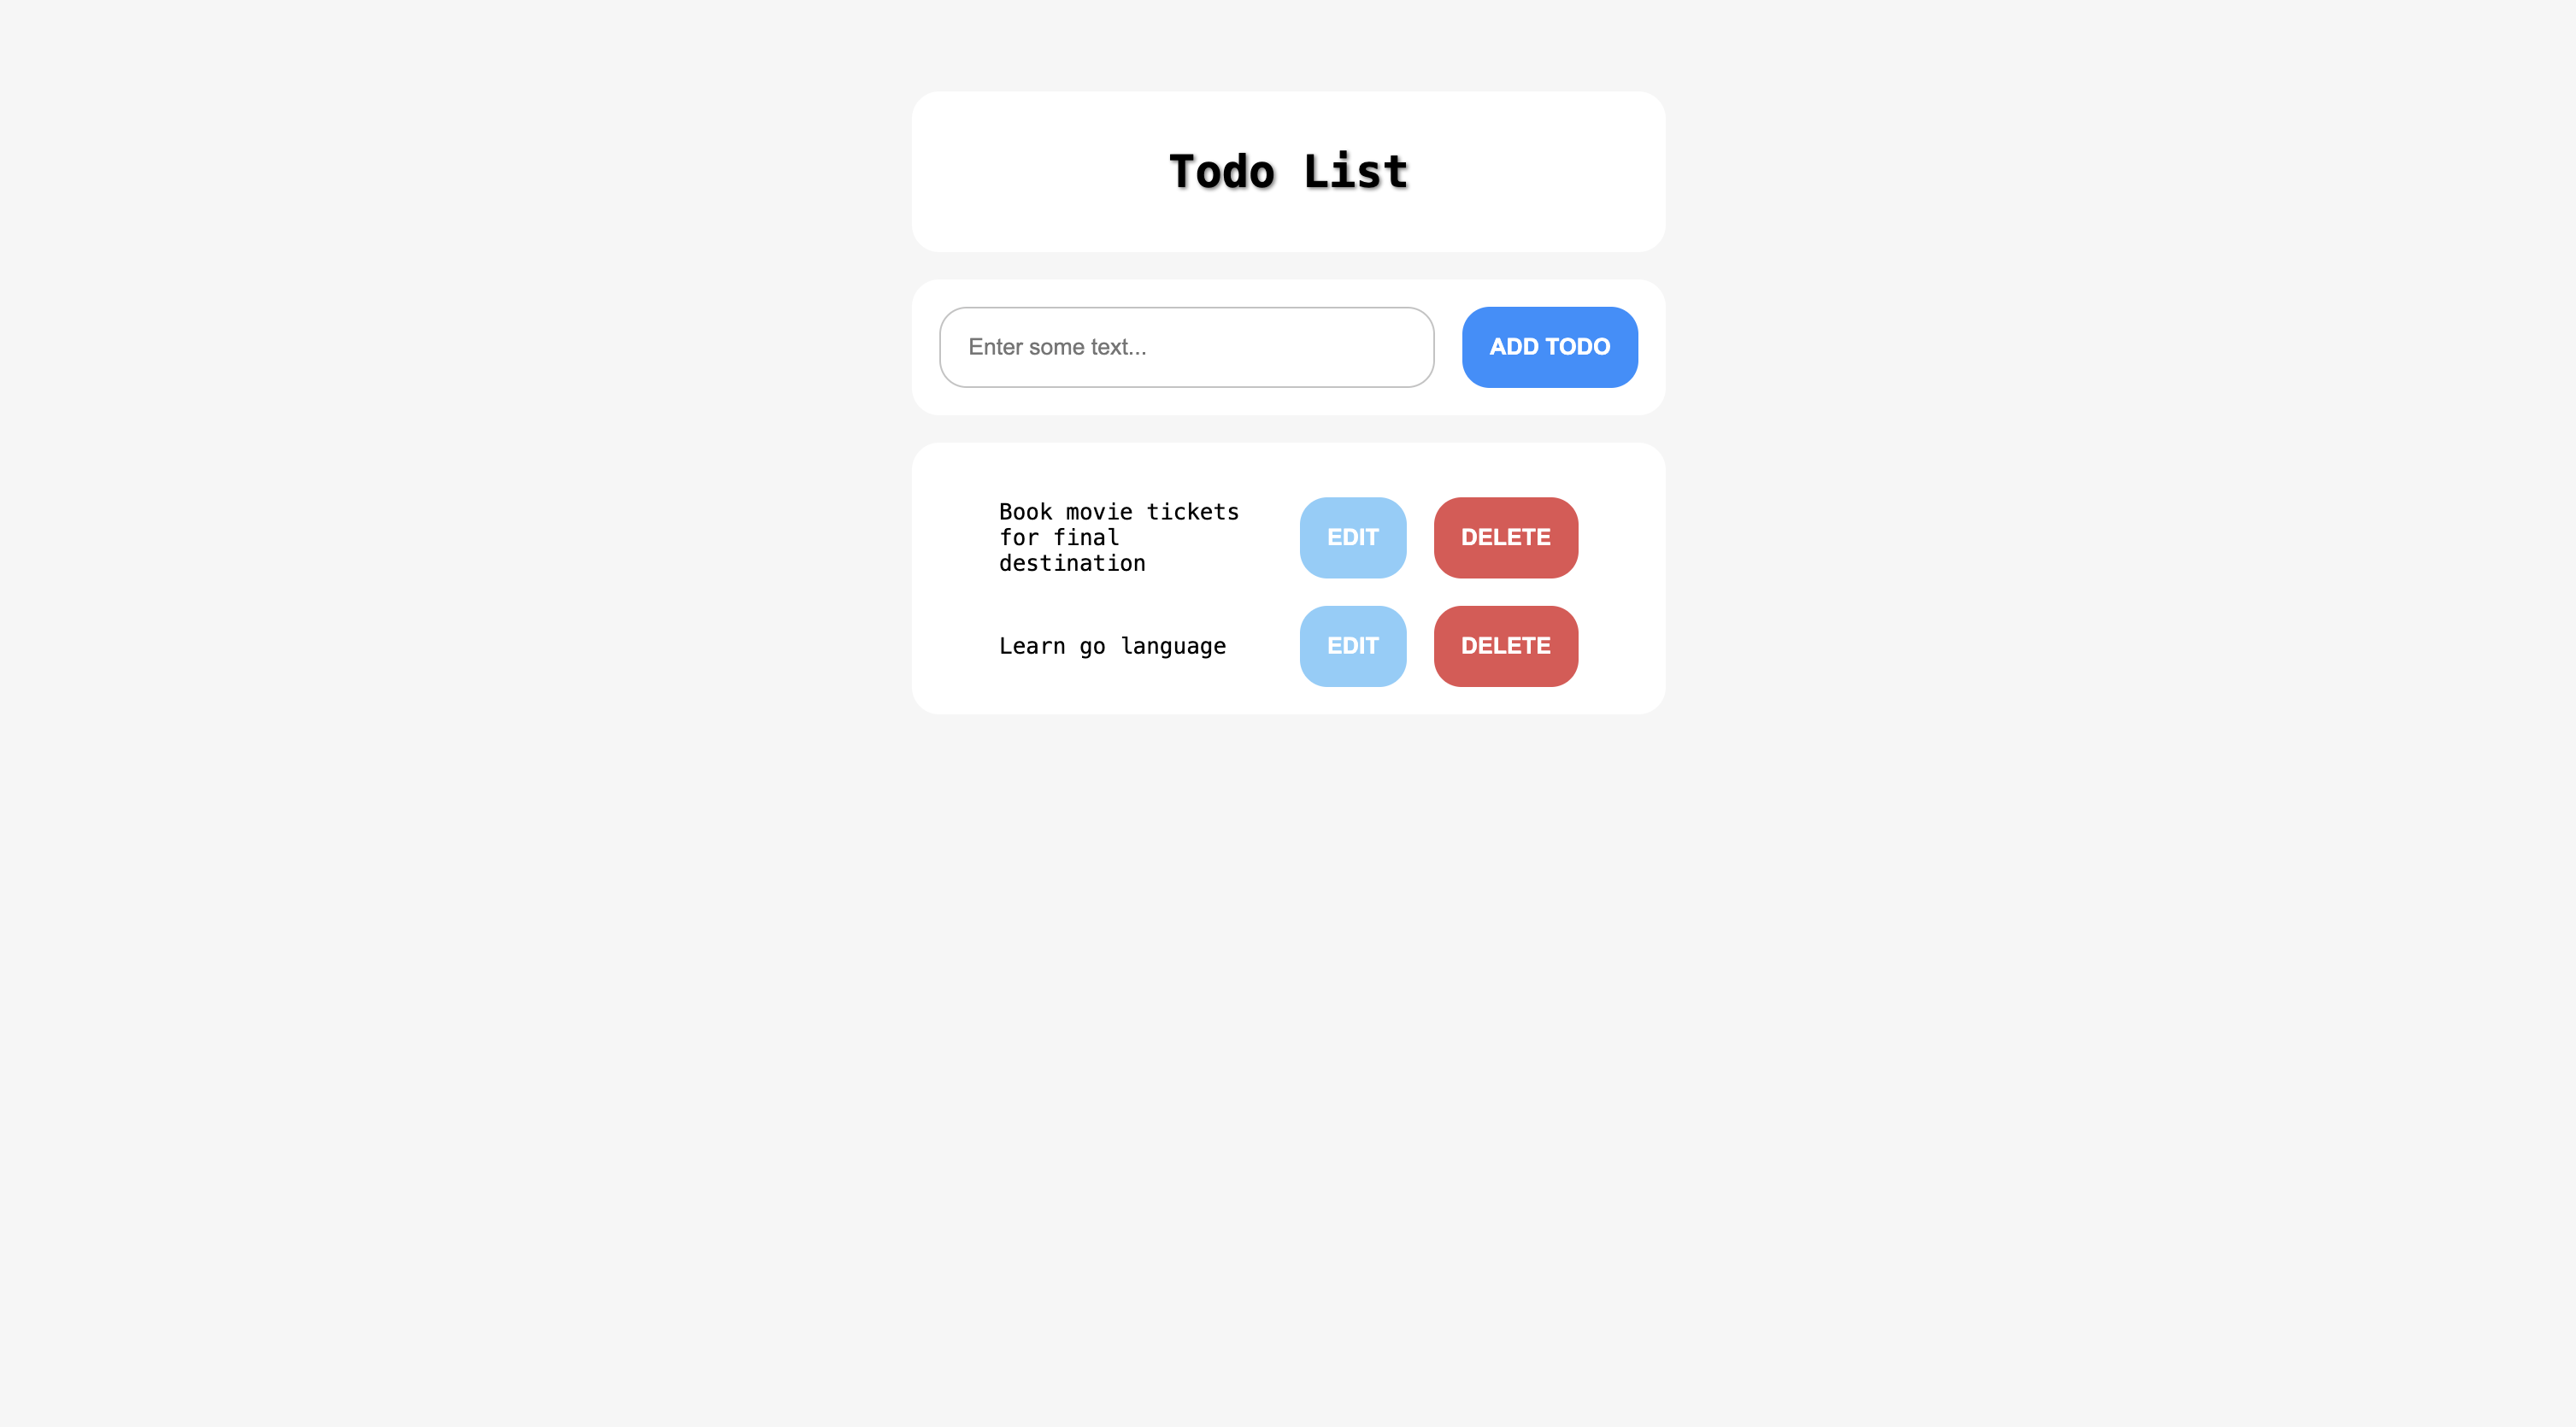 Todo List
Enter some text...
ADD TODO
Book movie tickets
for final
destination
EDIT
DELETE
Learn go language
EDIT
DELETE